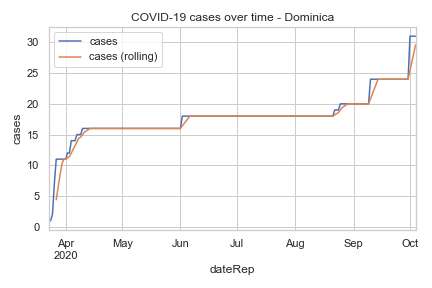 COVID-19 cases over time - Dominica
cases
cases (rolling)
30
25
20
15
10
5
0
cases
Apr May Jun Jul Aug Sep Oct
2020
dateRep